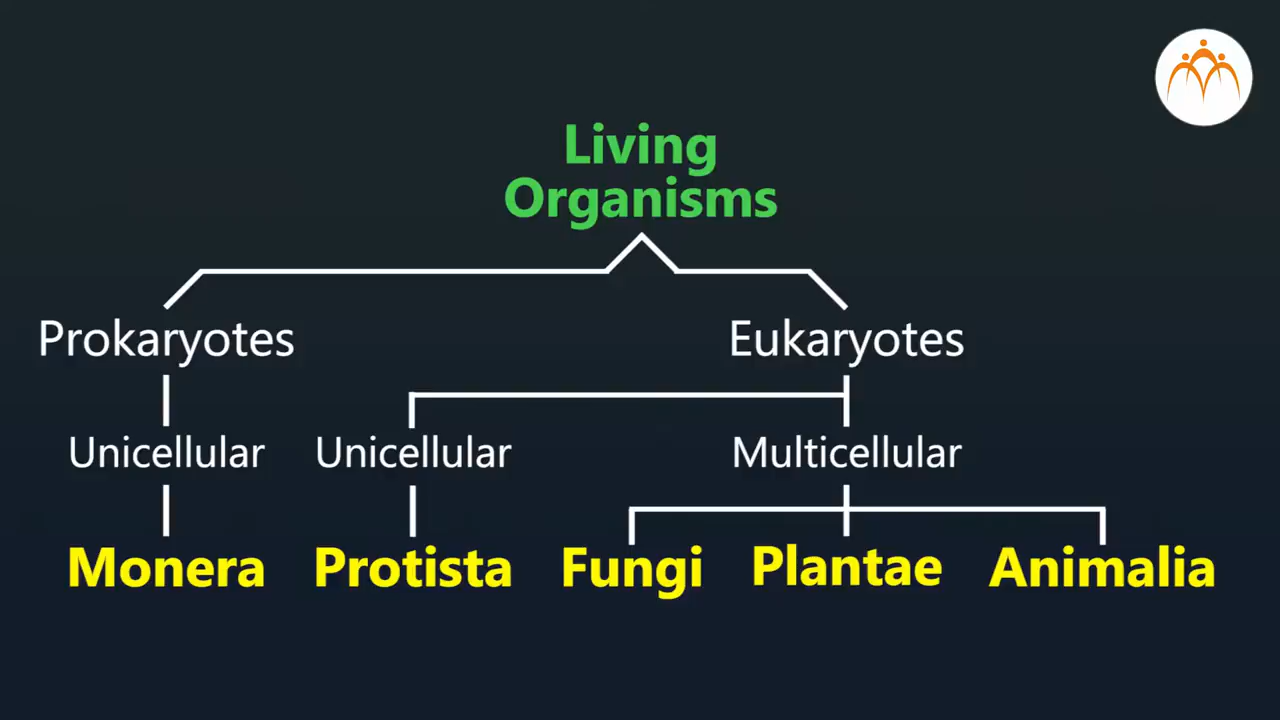 Living
Organisms
Prokaryotes
Eukaryotes
Unicellular
Unicellular
Multicellular
Monera
Protista
Fungi
Plantae
Animalia